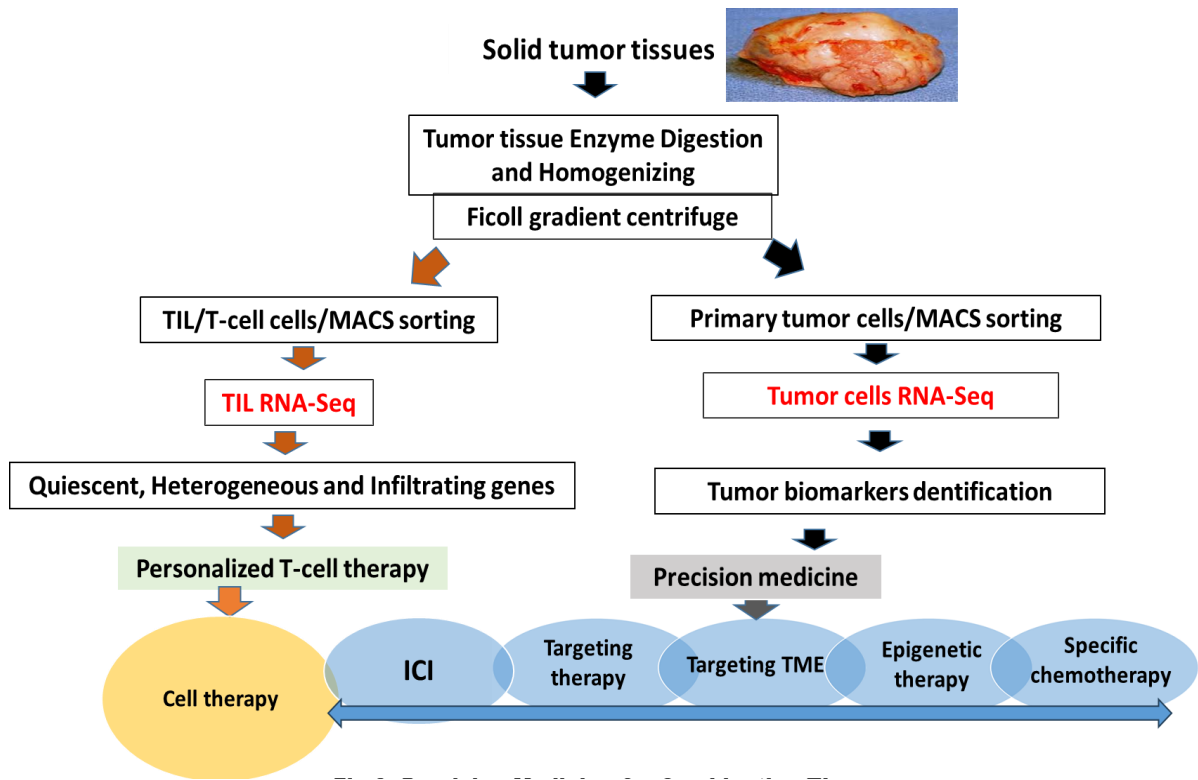 Solid tumor tissues
Tumor tissue Enzyme Digestion
and Homogenizing
Ficoll gradient centrifuge
TIL/T-cell cells/MACS sorting
Primary tumor cells/MACS sorting
TIL RNA-Seq
Tumor cells RNA-Seq
Quiescent, Heterogeneous and Infiltrating genes
Tumor biomarkers dentification
Personalized T-cell therapy
Precision medicine
Cell therapy
ICI
Targeting
therapy
Targeting TME
Epigenetic
therapy
Specific
chemotherapy